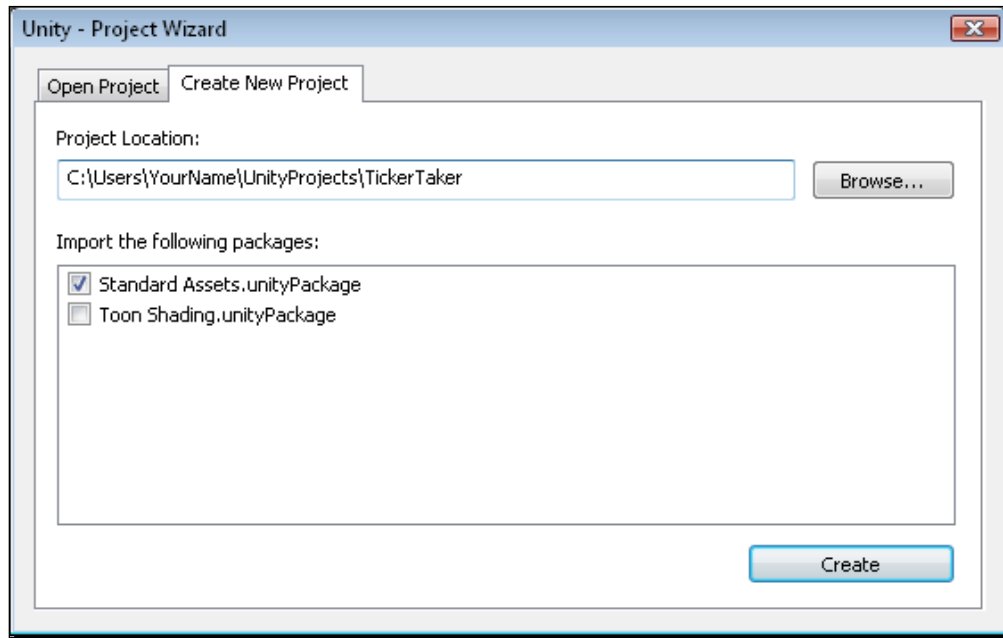 Unity - Project Wizard
Open Project
Create New Project
Project Location:
C:\Users\YourName\UnityProjects\TickerTaker
Browse...
Import the following packages:
Standard Assets.unityPackage
Toon Shading.unityPackage
Create